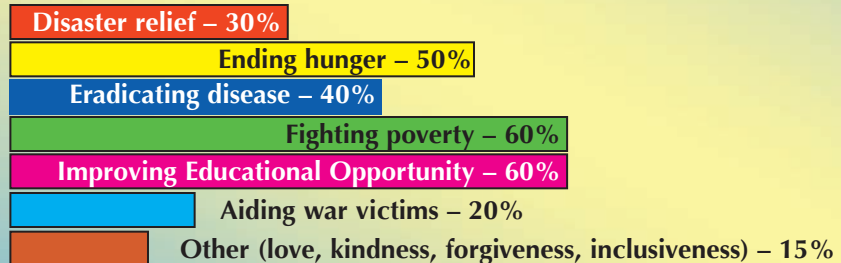 Disaster relief – 30%
Ending hunger – 50%
Eradicating disease – 40%
Fighting poverty – 60%
Improving Educational Opportunity – 60%
Aiding war victims – 20%
Other (love, kindness, forgiveness, inclusiveness) – 15%